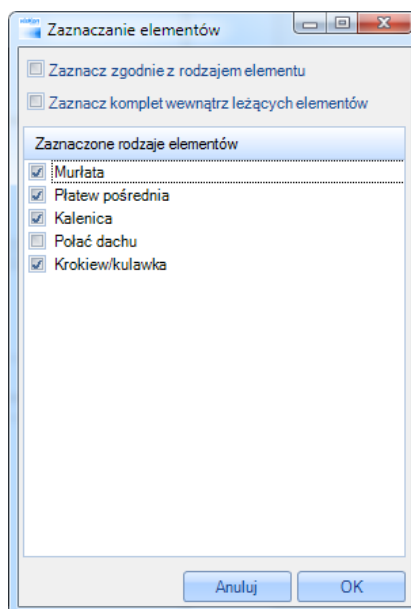 Zaznaczanie elementów
Zaznacz zgodnie z rodzajem elementu
Zaznacz komplet wewnątrz leżących elementów
Zaznaczone rodzaje elementów
Murłata
Płatew pośrednia
Kalenica
Połać dachu
Krokiew/kulawka
Anuluj OK